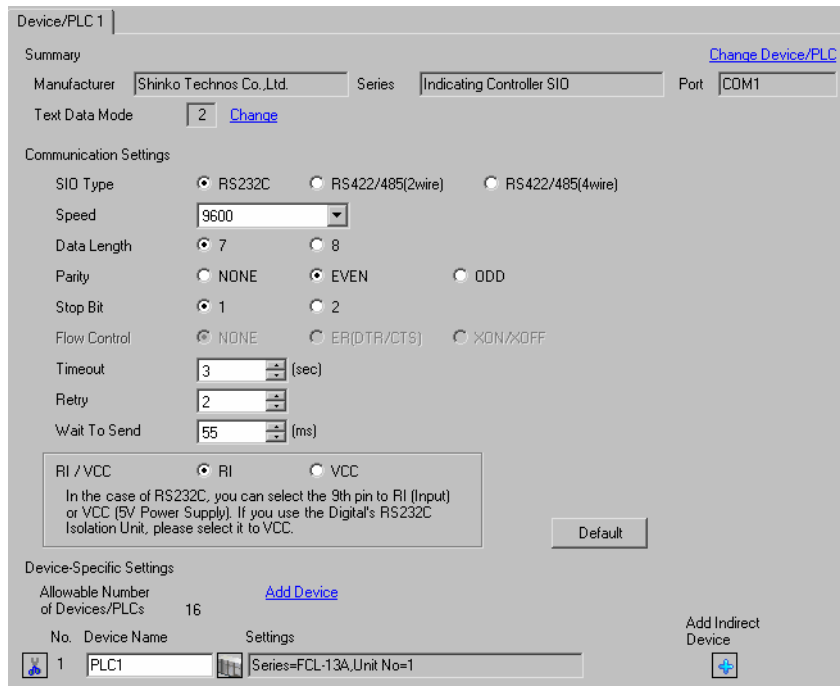 Device/PLC 1
Summary
Change Device/PLC
Manufacturer Shinko Technos Co.,Ltd. Series Indicating Controller SIO Port COM1
Text Data Mode 2 Change
Communication Settings
SIO Type RS232C RS422/485(2wire) RS422/485(4wire)
Speed 9600
Data Length 7 8
Parity NONE EVEN ODD
Stop Bit 1 2
Flow Control NONE ER(DTR/CTS) XON/XOFF
Timeout 3 (sec)
Retry 2
Wait To Send 55 (ms)
RI / VCC RI VCC
In the case of RS232C, you can select the 9th pin to RI (Input)
or VCC (5V Power Supply). If you use the Digital's RS232C
Isolation Unit, please select it to VCC.
Default
Device-Specific Settings
Allowable Number
of Devices/PLCs 16
Add Device
No. Device Name Settings
Add Indirect
Device
1 PLC1 Series=FCL-13A,Unit No=1